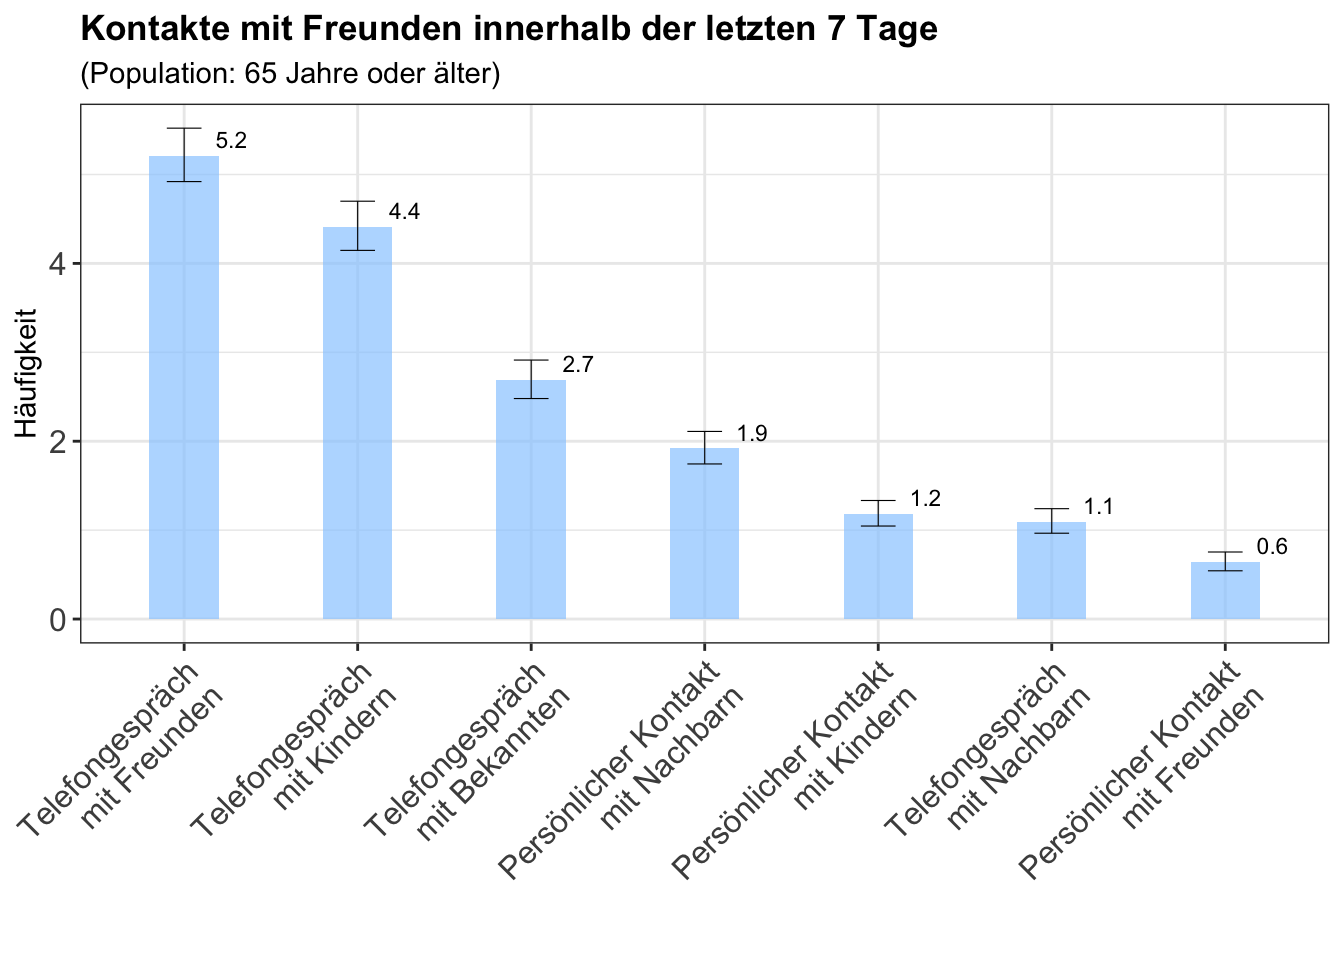 Kontakte mit Freunden innerhalb der letzten 7 Tage
(Population: 65 Jahre oder älter)
Häufigkeit
4
2
0
5.2
4.4
2.7
1.9
1.2
1.1
0.6
Telefongespräch
mit Freunden
Telefongespräch
mit Kindern
Telefongespräch
mit Bekannten
Persönlicher Kontakt
mit Nachbarn
Persönlicher Kontakt
mit Kindern
Telefongespräch
mit Nachbarn
Persönlicher Kontakt
mit Freunden